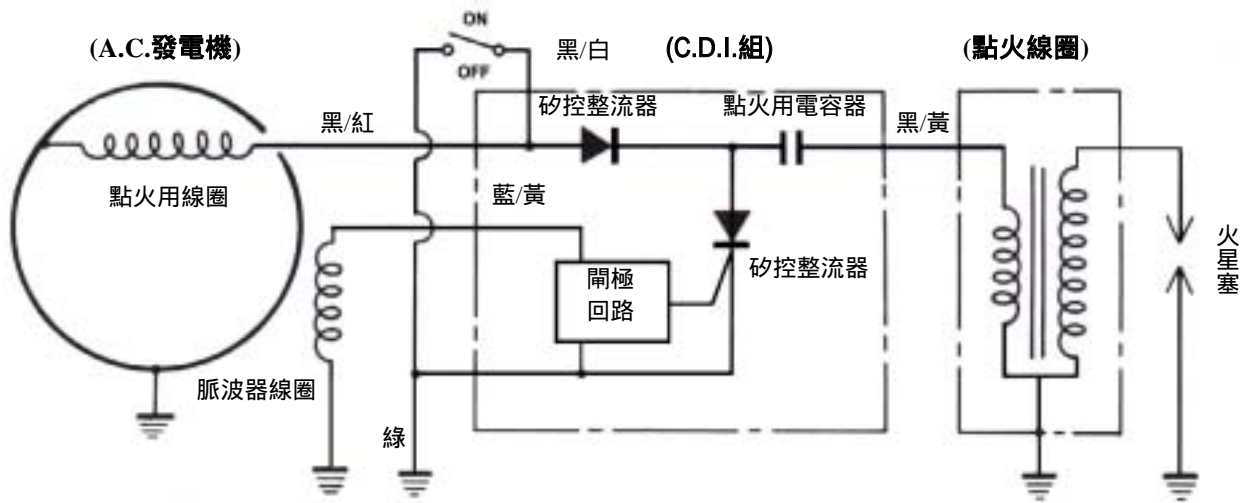 ON
(A.C.發電機)
OFF
黑/白
(C.D.I.組)
(點火線圈)
黑/紅
矽控整流器
點火用電容器
黑/黃
點火用線圈
藍/黃
閘極
回路
矽控整流器
火星塞
脈波器線圈
綠